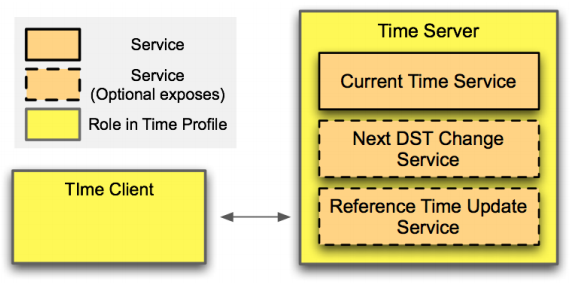 Service
Service
(Optional exposes)
Role in Time Profile
TIme Client
Time Server
Current Time Service
Next DST Change
Service
Reference Time Update
Service